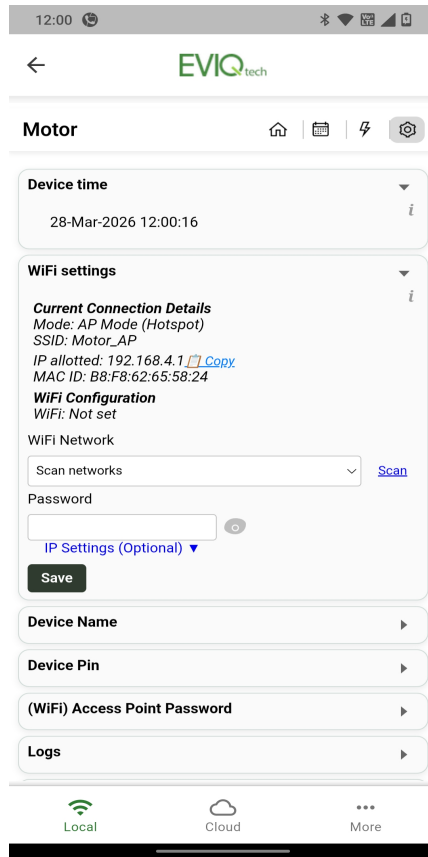 12:00
Vo)) LTE
EVIQtech
Motor
Device time
28-Mar-2026 12:00:16
i
WiFi settings
i
Current Connection Details
Mode: AP Mode (Hotspot)
SSID: Motor_AP
IP allotted: 192.168.4.1 📋 Copy
MAC ID: B8:F8:62:65:58:24
WiFi Configuration
WiFi: Not set
WiFi Network
Scan networks Scan
Password
IP Settings (Optional) ▼
Save
Device Name
Device Pin
(WiFi) Access Point Password
Logs
Local Cloud More